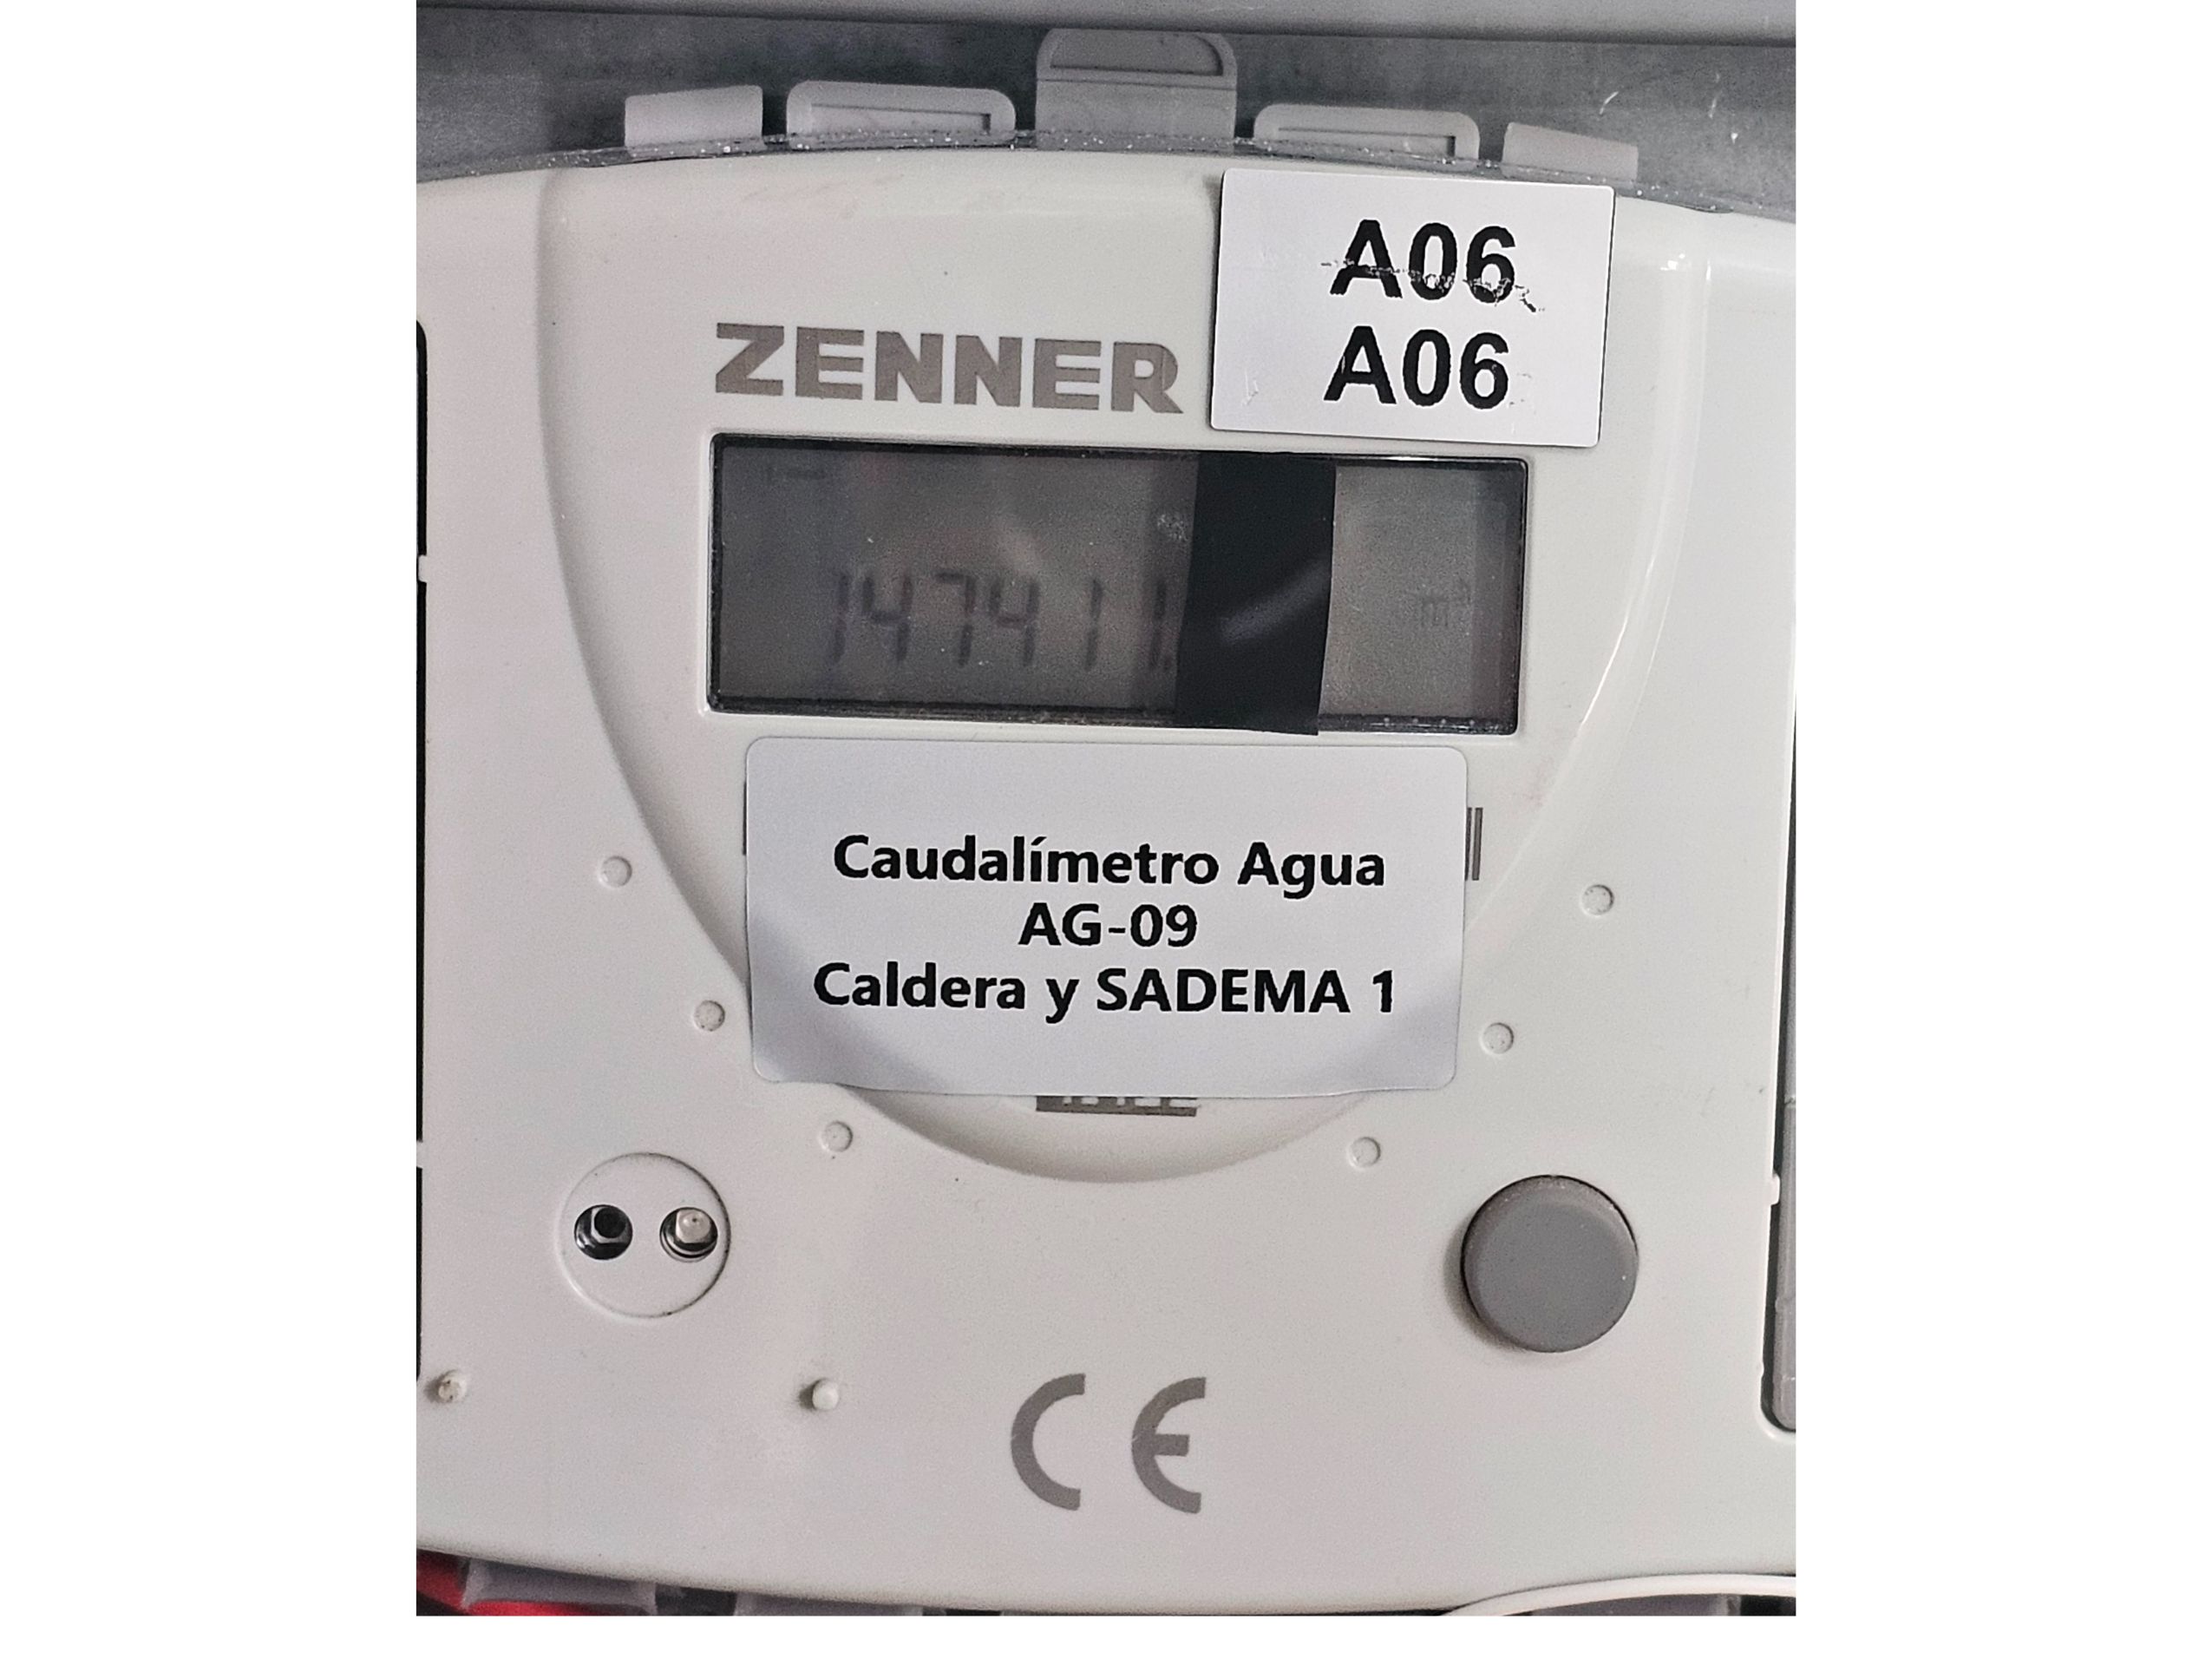 A06
A06
ZENNER
147411.
m³
Caudalímetro Agua
AG-09
Caldera y SADEMA 1
CE